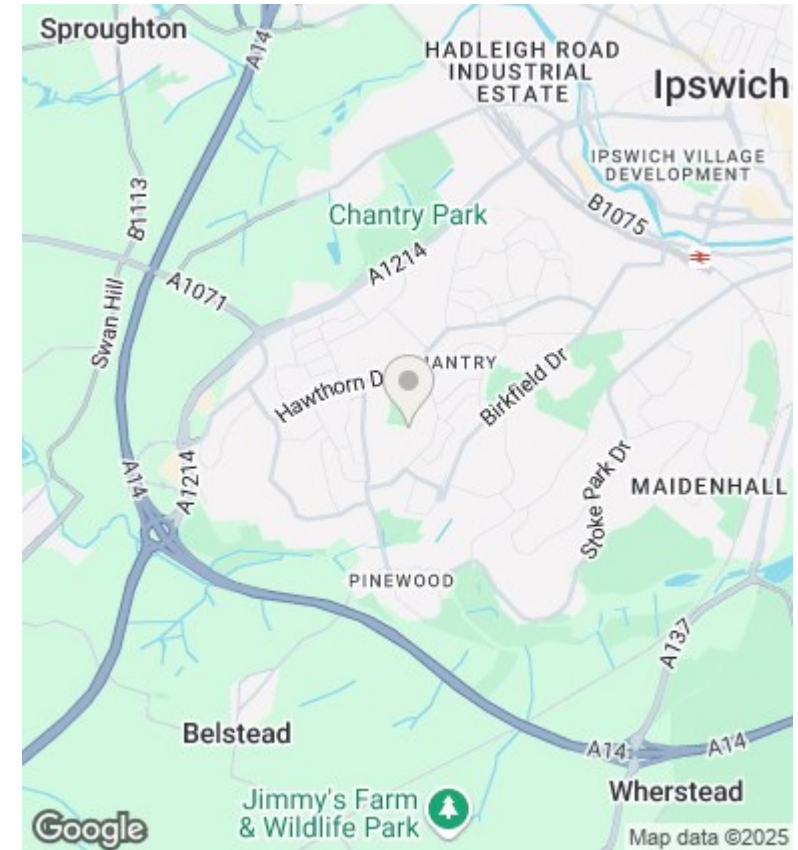 Sproughton
A14
HADLEIGH ROAD
INDUSTRIAL
ESTATE
Ipswich
IPSWICH VILLAGE
DEVELOPMENT
B1113
Chantry Park
B1075
A1214
A1071
Swan Hill
HANTRY
Hawthorn D
Birkfield Dr
A14
A1214
Stoke Park Dr
MAIDENHALL
PINEWOOD
A137
Belstead
A14
A14
Wherstead
Jimmy's Farm
& Wildlife Park
Google
Map data ©2025